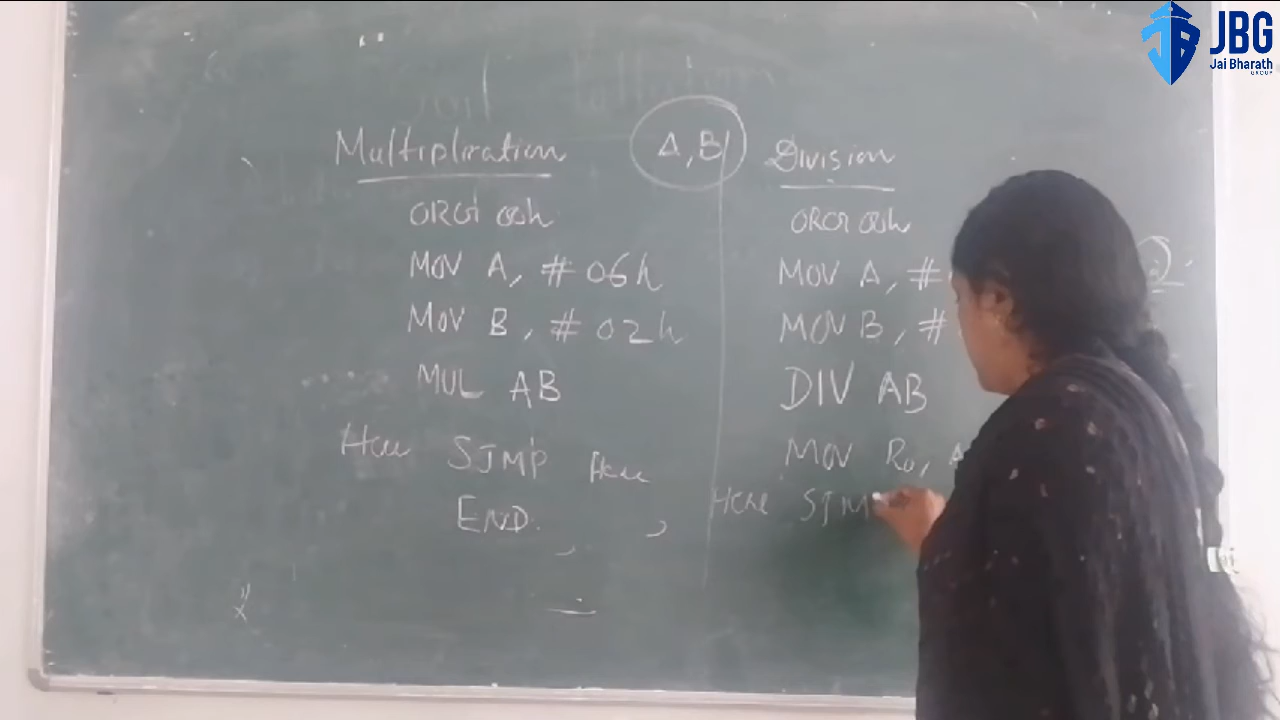 JBG
Jai Bharath
GROUP
Multiplication
ORG 00h
MOV A, # 06h
MOV B, # 02h
MUL AB
Here SJMP Here
END.
A, B
Division
ORG 00h
MOV A, #
MOV B, #
DIV AB
MOV R0, A
Here SJM